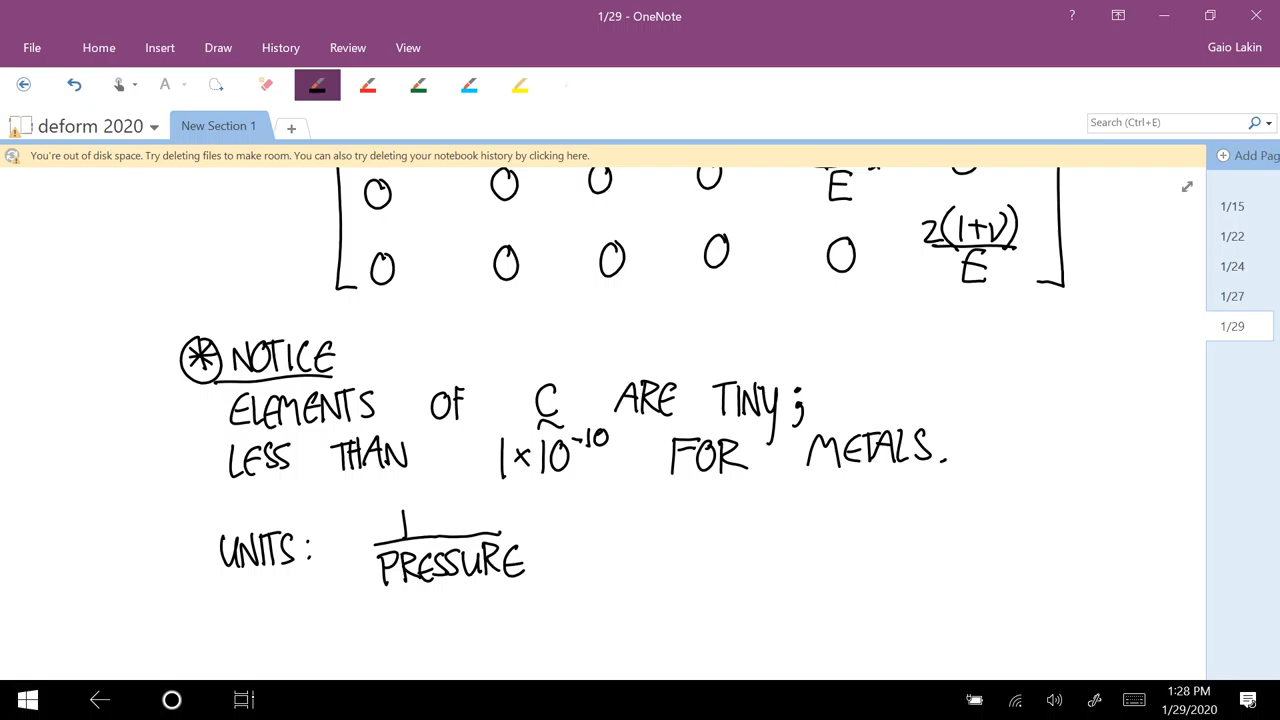 1/29 - OneNote
?
File Home Insert Draw History Review View
Gaio Lakin
A
deform 2020
New Section 1
+
Search (Ctrl+E)
You're out of disk space. Try deleting files to make room. You can also try deleting your notebook history by clicking here.
Add Pag
1/15
1/22
1/24
1/27
1/29
0 0 0 0 E
2(1+ν)
0 0 0 0 0 E
* NOTICE
ELEMENTS OF C ARE TINY;
LESS THAN 1×10⁻¹⁰ FOR METALS.
1
UNITS: PRESSURE
1:28 PM
1/29/2020